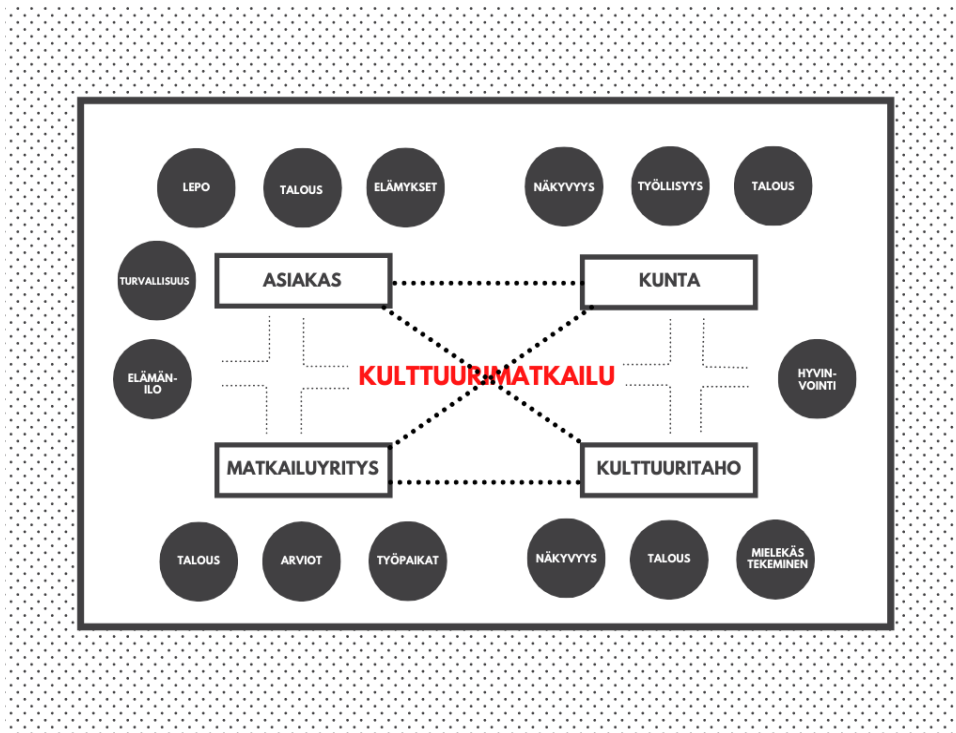 LEPO
TALOUS
ELÄMYKSET
NÄKYVYYS
TYÖLLISYYS
TALOUS
TURVALLISUUS
ASIAKAS
KUNTA
ELÄMÄN-
ILO
KULTTUURIMATKAILU
HYVIN-
VOINTI
MATKAILUYRITYS
KULTTUURITAHO
TALOUS
ARVIOT
TYÖPAIKAT
NÄKYVYYS
TALOUS
MIELEKÄS
TEKEMINEN